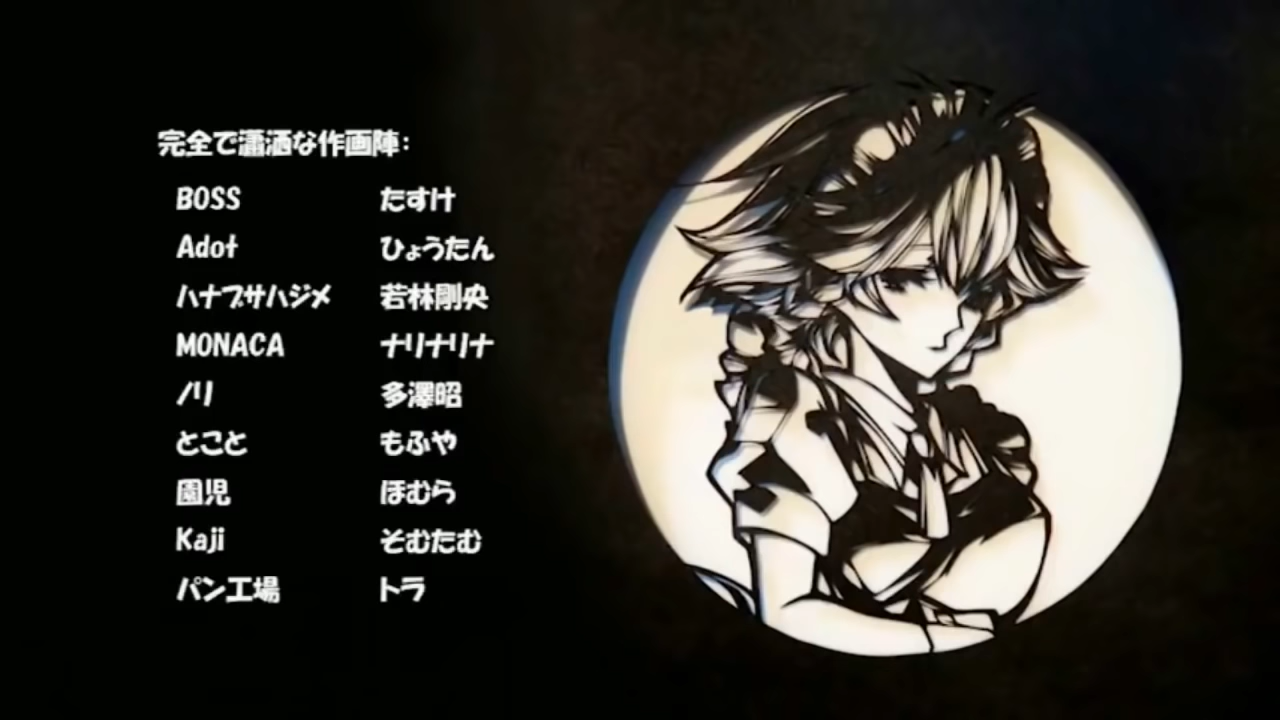 完全で瀟洒な作画陣:
BOSS たすけ
Adot ひょうたん
ハナブサハジメ 若林剛央
MONACA ナリナリナ
ノリ 多澤昭
とこと もふや
園児 ほむら
Kaji そむたむ
パン工場 トラ